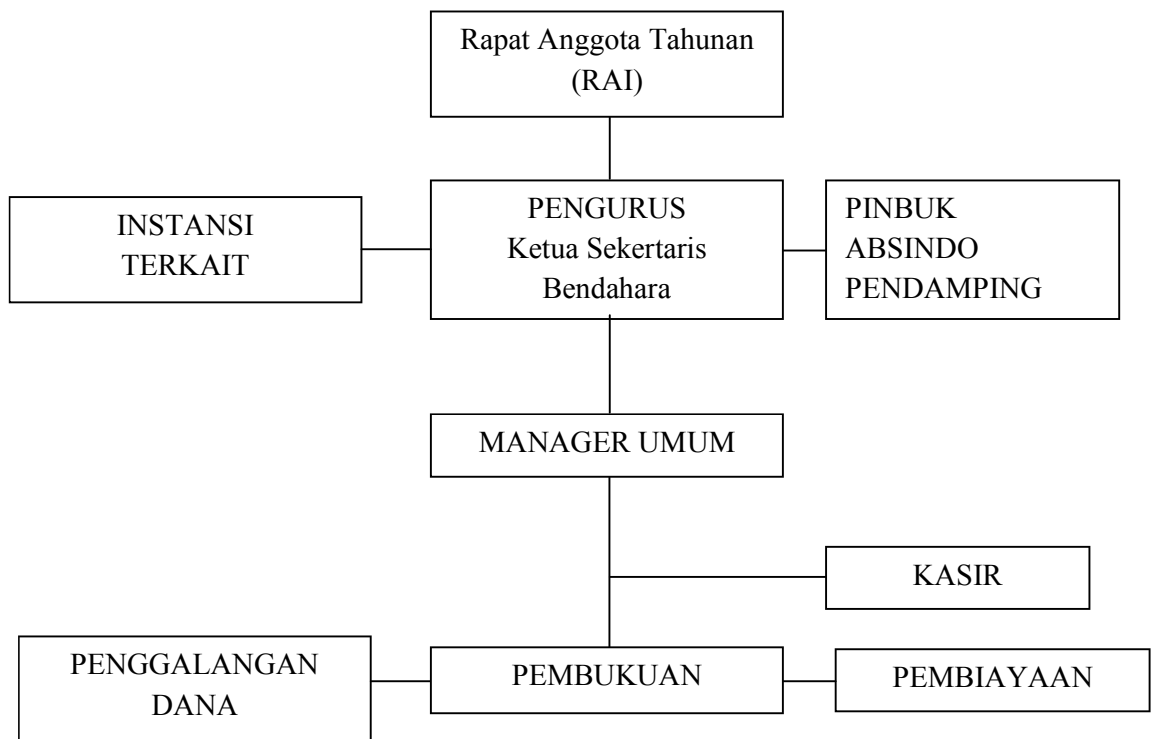 Rapat Anggota Tahunan
(RAI)
INSTANSI
TERKAIT
PENGURUS
Ketua Sekertaris
Bendahara
PINBUK
ABSINDO
PENDAMPING
MANAGER UMUM
KASIR
PENGGALANGAN
DANA
PEMBUKUAN
PEMBIAYAAN